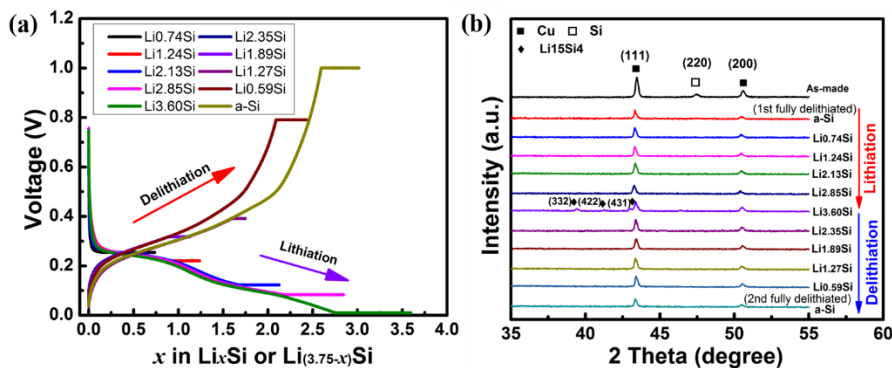 (a)
Li0.74Si
Li1.24Si
Li2.13Si
Li2.85Si
Li3.60Si
Li2.35Si
Li1.89Si
Li1.27Si
Li0.59Si
a-Si
Voltage (V)
1.2
1.0
0.8
0.6
0.4
0.2
0.0
Delithiation
Lithiation
0.0 0.5 1.0 1.5 2.0 2.5 3.0 3.5 4.0
x in LixSi or Li(3.75-x)Si
(b)
Cu
Si
Li15Si4
(111)
(220)
(200)
As-made
(1st fully delithiated)
a-Si
Li0.74Si
Li1.24Si
Li2.13Si
Li2.85Si
(332)
(422)
(431)
Li3.60Si
Li2.35Si
Li1.89Si
Li1.27Si
Li0.59Si
(2nd fully delithiated)
a-Si
Lithiation
Delithiation
Intensity (a.u.)
35 40 45 50 55 60
2 Theta (degree)